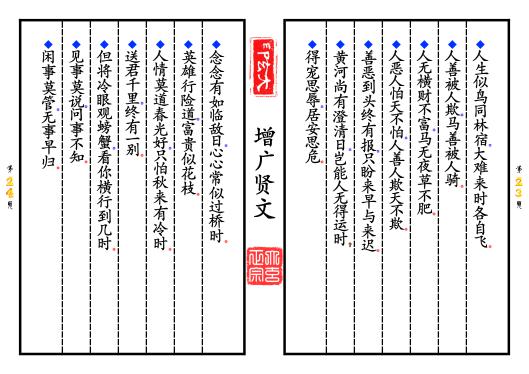 人生似鸟同林宿大难来时各自飞
人善被人欺马善被人骑
人无横财不富马无夜草不肥
人恶人怕天不怕人善人欺天不欺
善恶到头终有报只盼来早与来迟
黄河尚有澄清日岂能人无得运时
得宠思辱居安思危
增广贤文
念念有如临敌日心心常似过桥时
英雄行险道富贵似花枝
人情莫道春光好只怕秋来有冷时
送君千里终有一别
但将冷眼观螃蟹看你横行到几时
见事莫说问事不知
闲事莫管无事早归